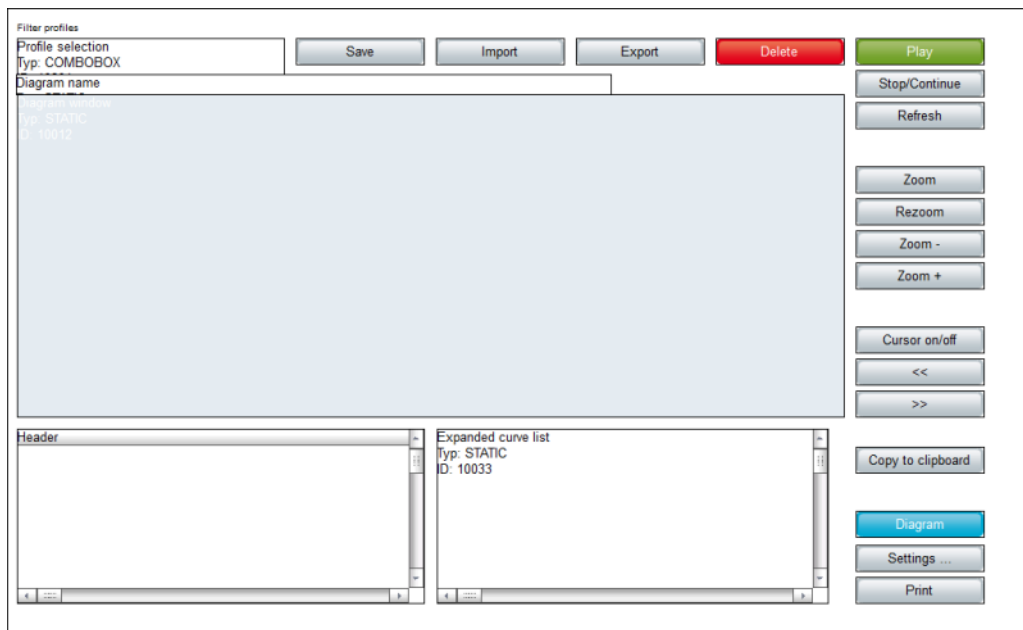 Filter profiles
Profile selection
Typ: COMBOBOX
Save
Import
Export
Delete
Play
Diagram name
Stop/Continue
Diagram window
Typ: STATIC
ID: 10012
Refresh
Zoom
Rezoom
Zoom -
Zoom +
Cursor on/off
<<
>>
Header
Expanded curve list
Typ: STATIC
ID: 10033
Copy to clipboard
Diagram
Settings ...
Print